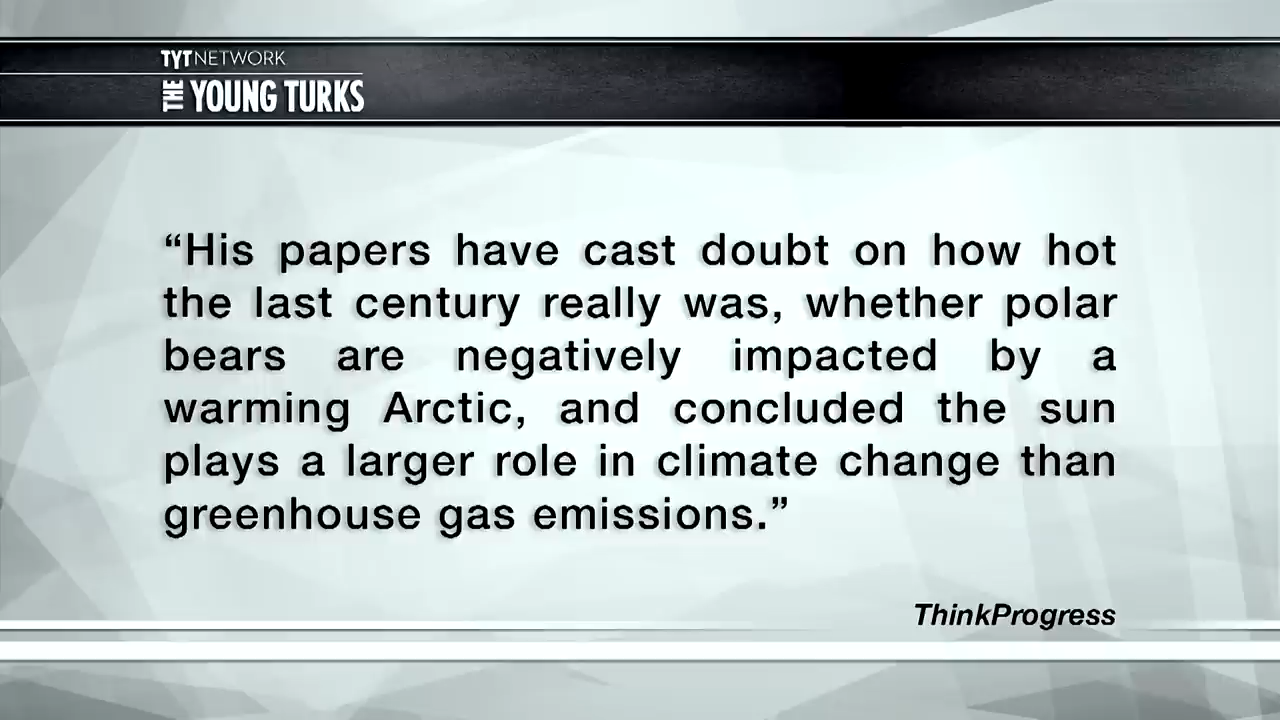 TYT NETWORK
THE YOUNG TURKS
“His papers have cast doubt on how hot
the last century really was, whether polar
bears are negatively impacted by a
warming Arctic, and concluded the sun
plays a larger role in climate change than
greenhouse gas emissions.”
ThinkProgress